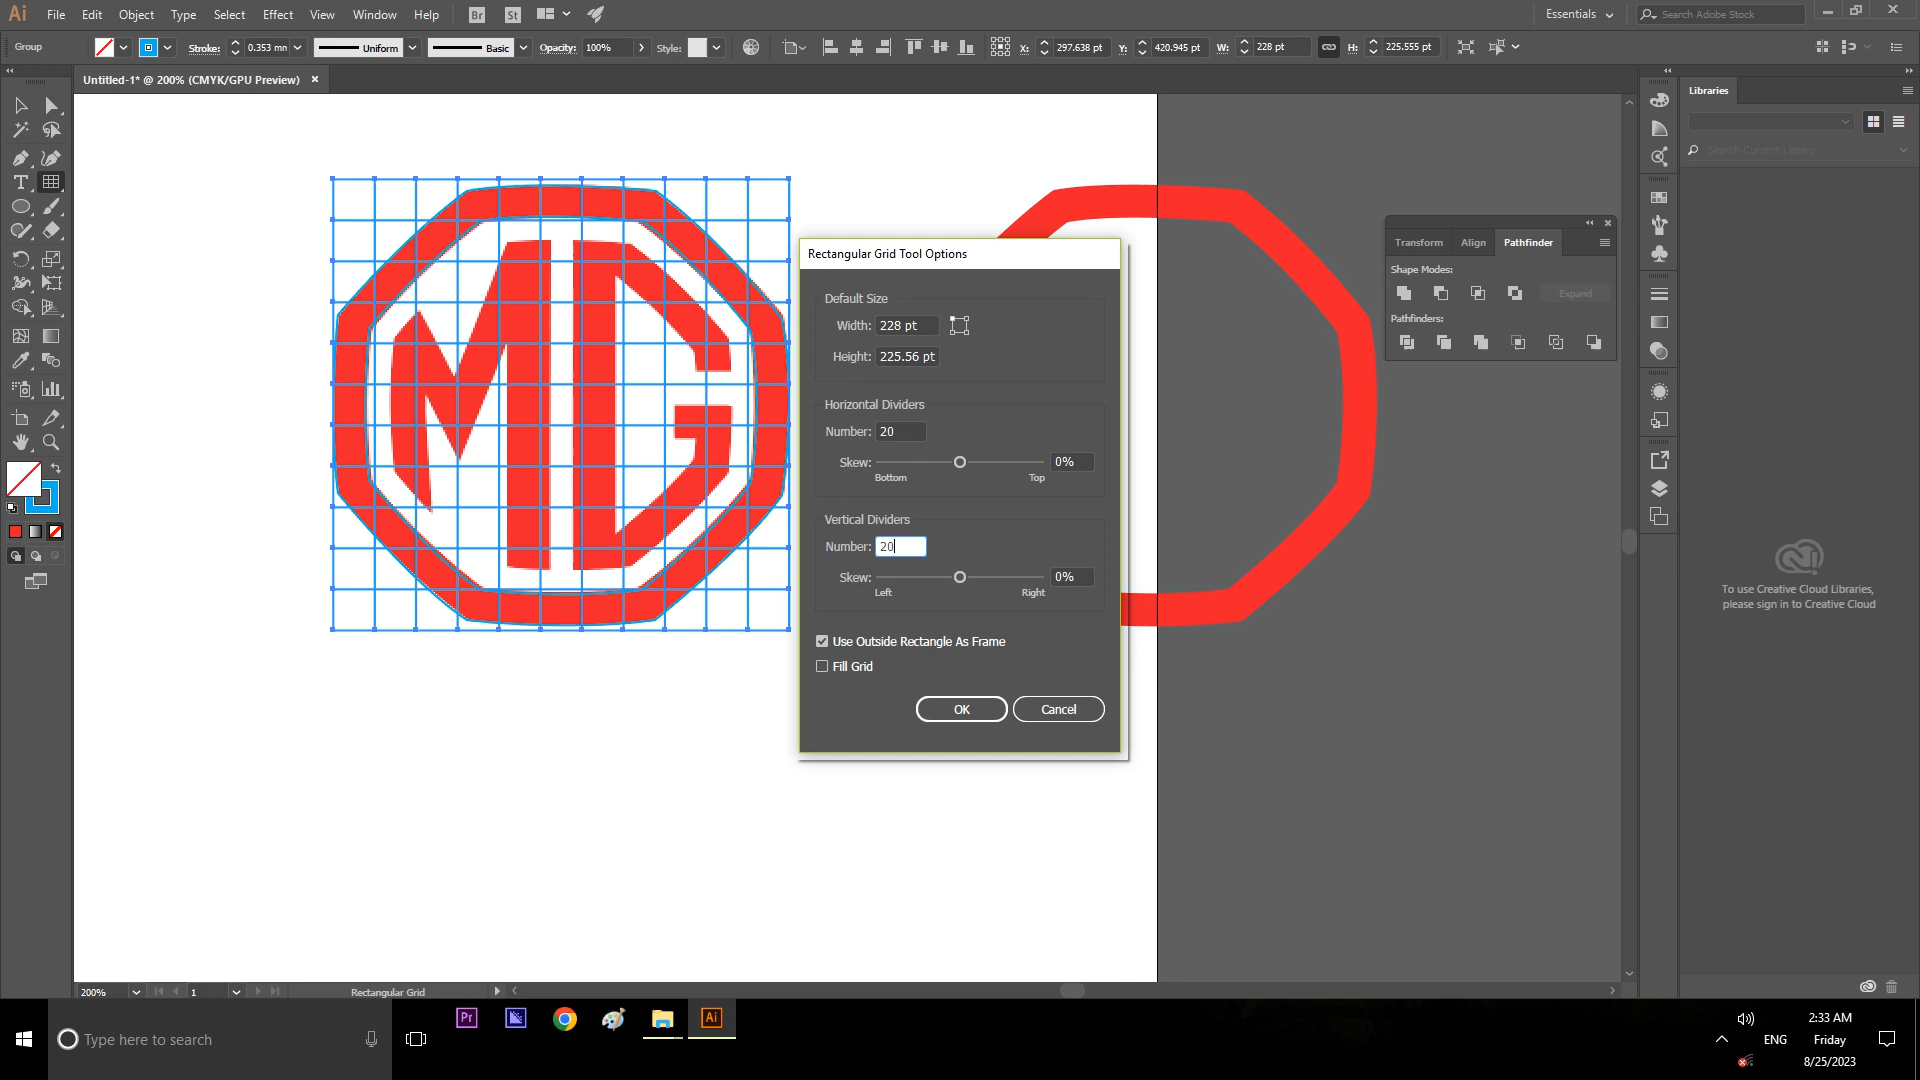 Ai File Edit Object Type Select Effect View Window Help Br St Essentials Search Adobe Stock
Group Stroke: 0.353 mm Uniform Basic Opacity: 100% Style: X: 297.638 pt Y: 420.945 pt W: 228 pt H: 225.555 pt
Untitled-1* @ 200% (CMYK/GPU Preview)
Libraries
Search Current Library
MG
Rectangular Grid Tool Options
Default Size
Width: 228 pt
Height: 225.56 pt
Horizontal Dividers
Number: 20
Skew: 0%
Bottom Top
Vertical Dividers
Number: 20
Skew: 0%
Left Right
Use Outside Rectangle As Frame
Fill Grid
OK Cancel
Transform Align Pathfinder
Shape Modes:
Expand
Pathfinders:
To use Creative Cloud Libraries,
please sign in to Creative Cloud
200% 1 Rectangular Grid
Type here to search
Pr Ai
ENG
2:33 AM
Friday
8/25/2023